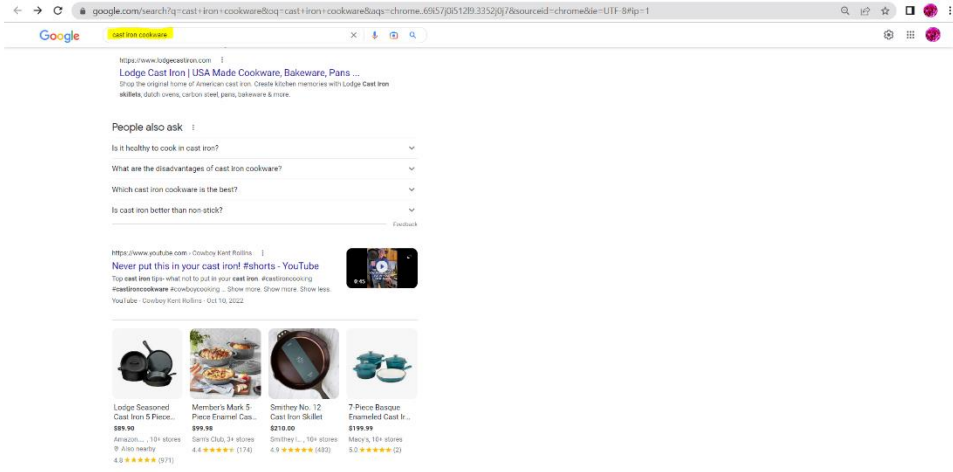 google.com/search?q=cast+iron+cookware&oq=cast+iron+cookware&aqs=chrome..69i57j0i512l9.3352j0j7&sourceid=chrome&ie=UTF-8#ip=1
Google
cast iron cookware
https://www.lodgecastiron.com
Lodge Cast Iron | USA Made Cookware, Bakeware, Pans ...
Shop the original home of American cast iron. Create kitchen memories with Lodge Cast Iron
skillets, dutch ovens, carbon steel, pans, bakeware & more.
People also ask
Is it healthy to cook in cast iron?
What are the disadvantages of cast iron cookware?
Which cast iron cookware is the best?
Is cast iron better than non-stick?
Feedback
https://www.youtube.com › Cowboy Kent Rollins
Never put this in your cast iron! #shorts - YouTube
Top cast iron tips- what not to put in your cast iron. #castironcooking
#castironcookware #cowboycooking ... Show more. Show more. Show less.
YouTube · Cowboy Kent Rollins · Oct 10, 2022
0:45
Lodge Seasoned
Cast Iron 5 Piece...
$89.90
Amazon..., 10+ stores
Also nearby
4.8 ★★★★★ (971)
Member's Mark 5-
Piece Enamel Cas...
$99.98
Sam's Club, 3+ stores
4.4 ★★★★★ (174)
Smithey No. 12
Cast Iron Skillet
$210.00
Smithey I..., 10+ stores
4.9 ★★★★★ (483)
7-Piece Basque
Enameled Cast Ir...
$199.99
Macy's, 10+ stores
5.0 ★★★★★ (2)